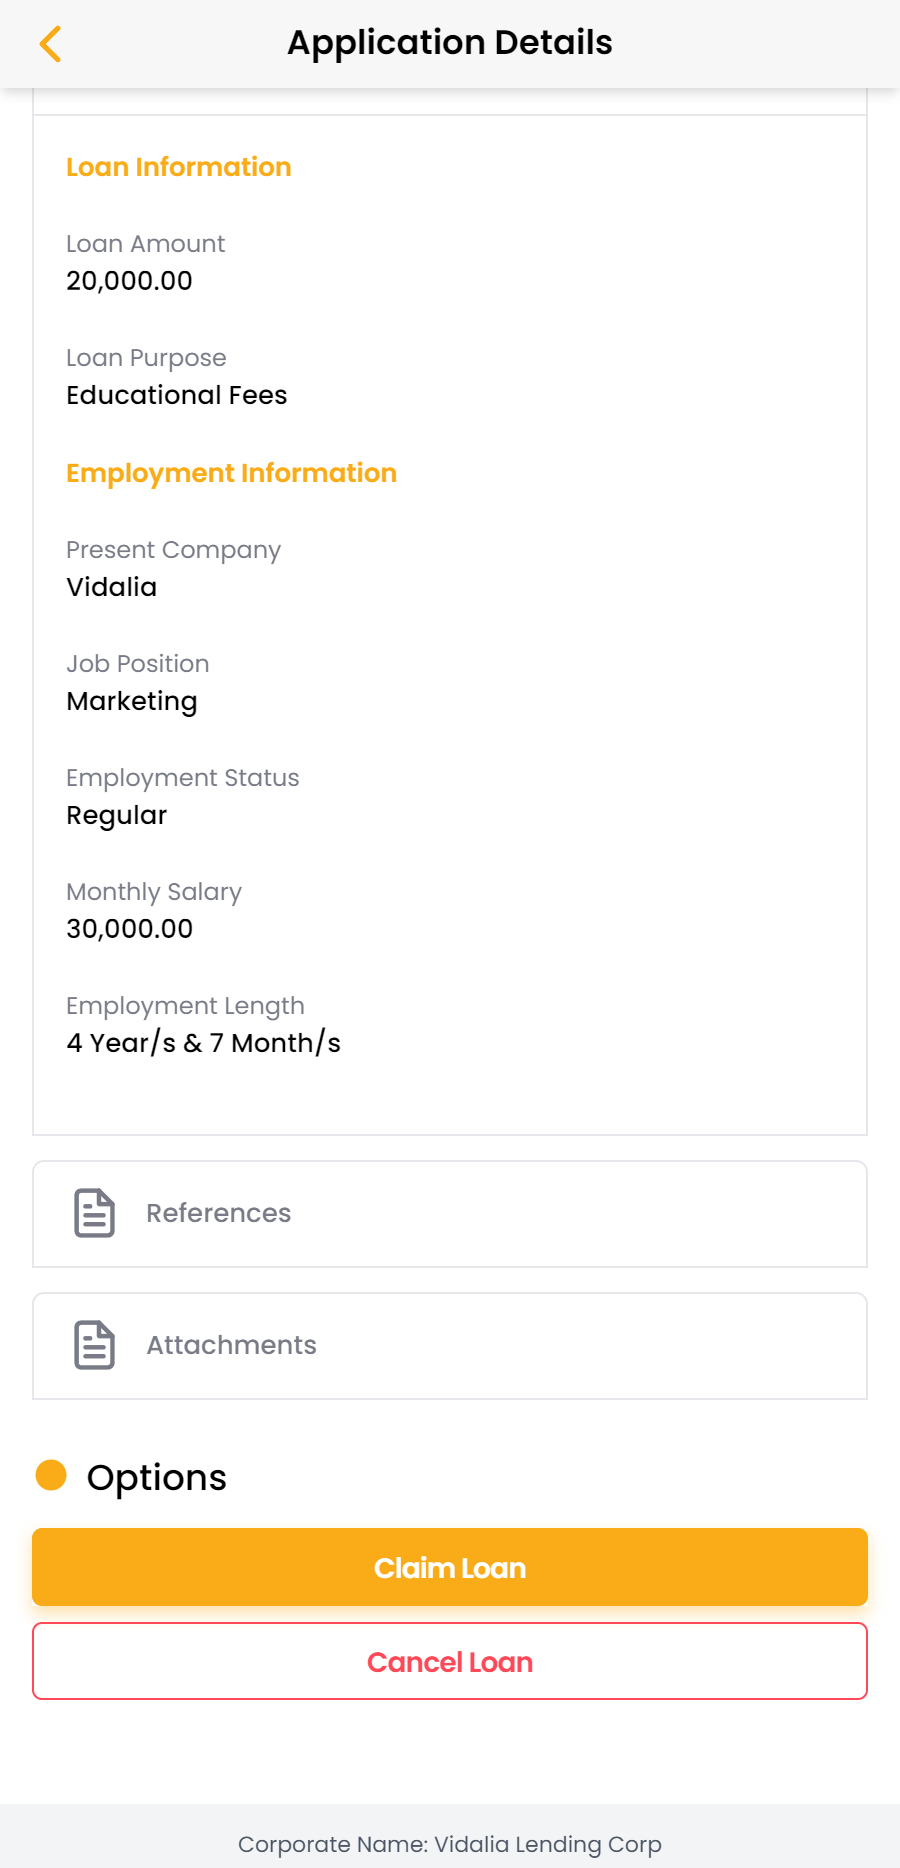 Application Details
Loan Information
Loan Amount
20,000.00
Loan Purpose
Educational Fees
Employment Information
Present Company
Vidalia
Job Position
Marketing
Employment Status
Regular
Monthly Salary
30,000.00
Employment Length
4 Year/s & 7 Month/s
References
Attachments
Options
Claim Loan
Cancel Loan
Corporate Name: Vidalia Lending Corp